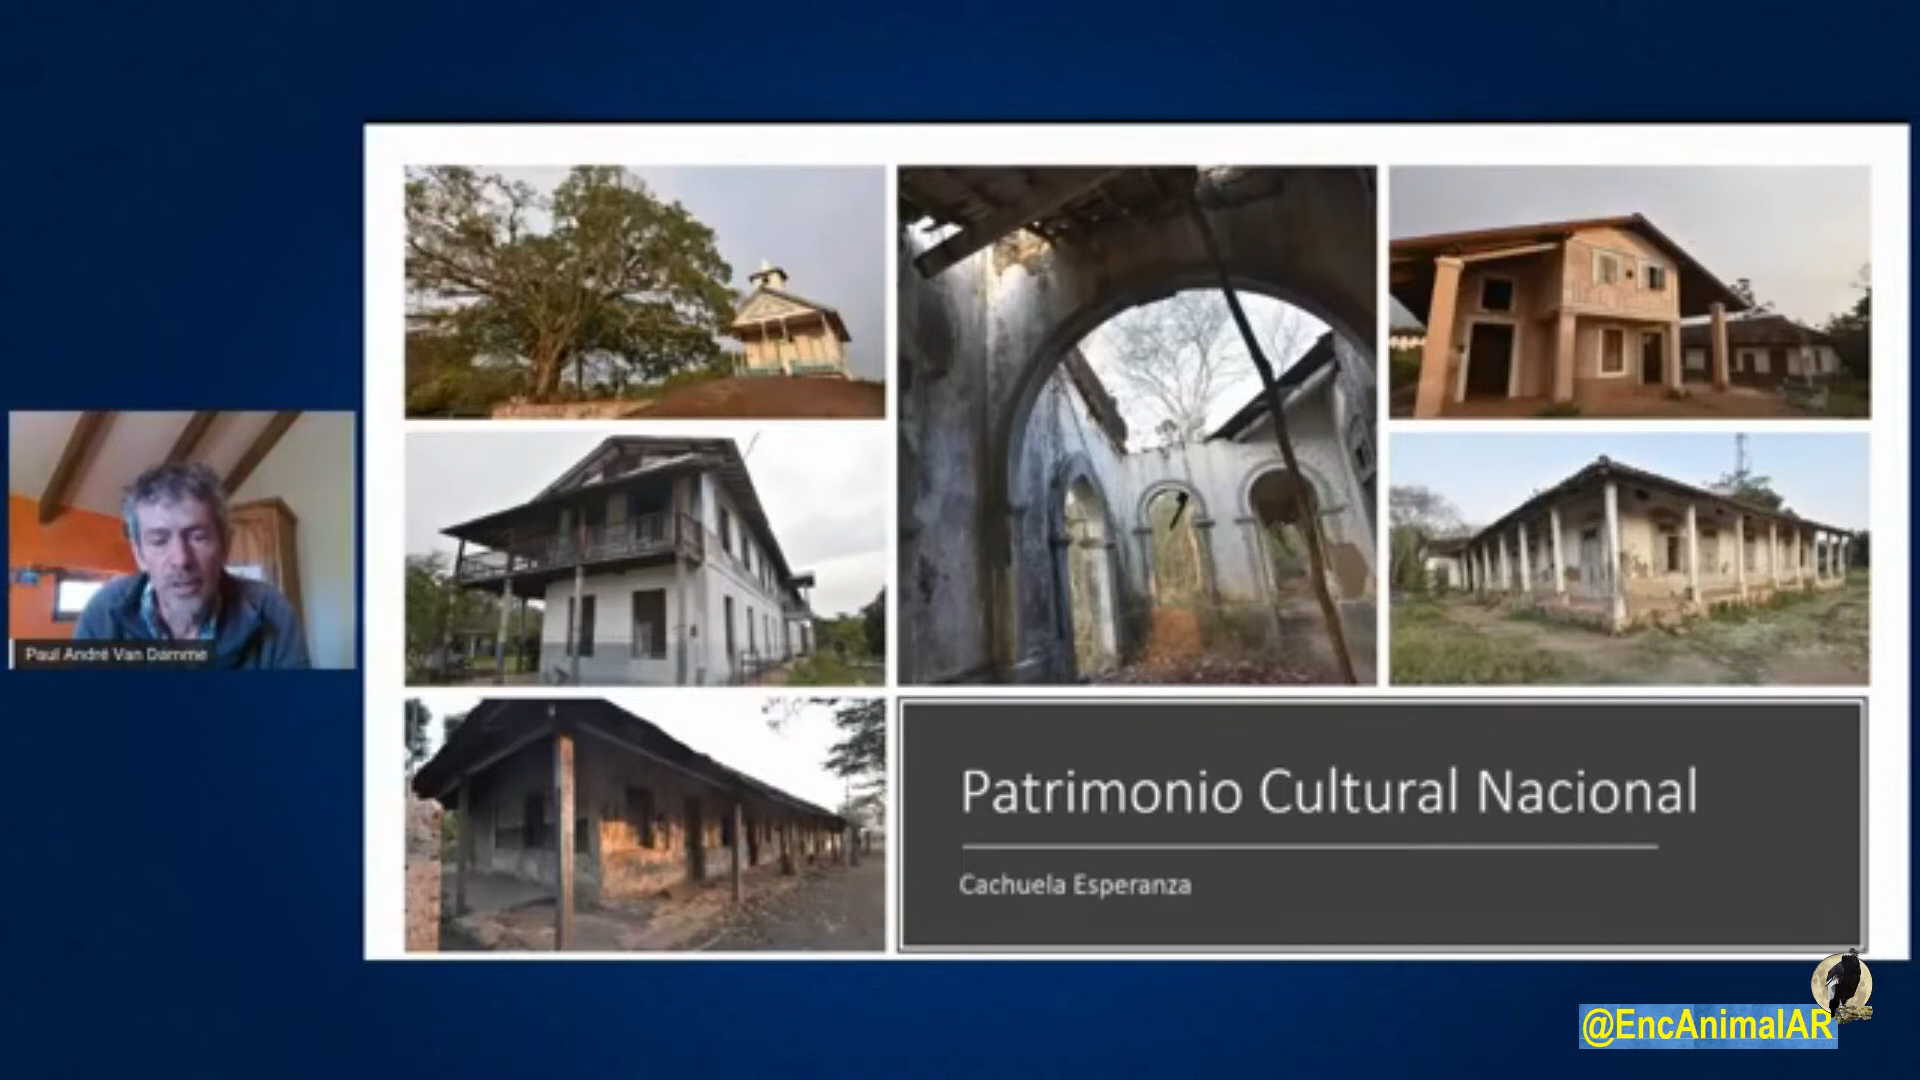 Paul André Van Damme
Patrimonio Cultural Nacional
Cachuela Esperanza
@EncAnimalAR